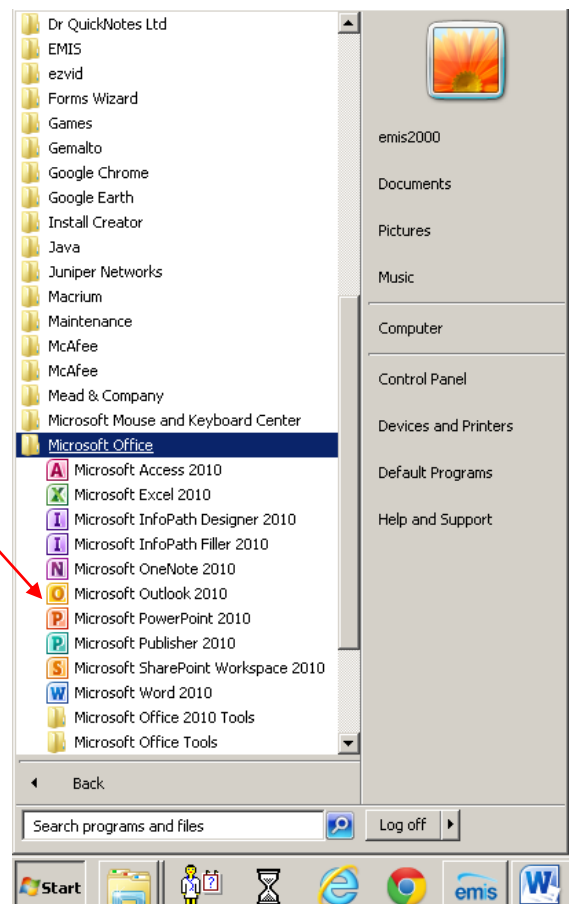 Dr QuickNotes Ltd
EMIS
ezvid
Forms Wizard
Games
Gemalto
Google Chrome
Google Earth
Install Creator
Java
Juniper Networks
Macrium
Maintenance
McAfee
McAfee
Mead & Company
Microsoft Mouse and Keyboard Center
Microsoft Office
A Microsoft Access 2010
X Microsoft Excel 2010
I Microsoft InfoPath Designer 2010
I Microsoft InfoPath Filler 2010
N Microsoft OneNote 2010
O Microsoft Outlook 2010
P Microsoft PowerPoint 2010
P Microsoft Publisher 2010
S Microsoft SharePoint Workspace 2010
W Microsoft Word 2010
Microsoft Office 2010 Tools
Microsoft Office Tools
Back
Search programs and files
emis2000
Documents
Pictures
Music
Computer
Control Panel
Devices and Printers
Default Programs
Help and Support
Log off
Start
?
emis
W